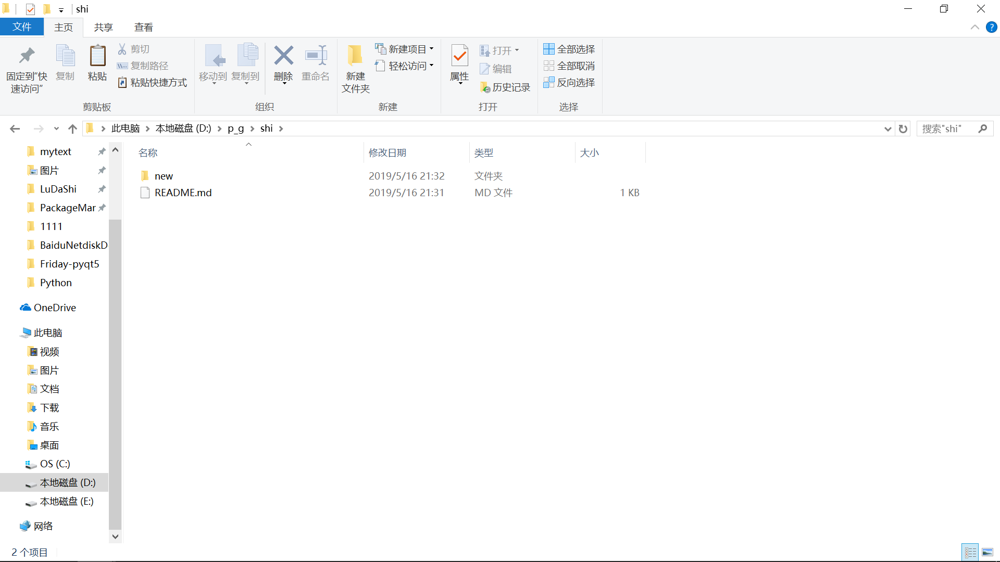 shi
文件 主页 共享 查看
固定到"快
速访问"
复制
粘贴
剪切
复制路径
粘贴快捷方式
剪贴板
移动到
复制到
删除
重命名
组织
新建
文件夹
新建项目
轻松访问
新建
属性
打开
编辑
历史记录
打开
全部选择
全部取消
反向选择
选择
此电脑 本地磁盘 (D:) p_g shi
搜索"shi"
mytext
图片
LuDaShi
PackageMar
1111
BaiduNetdiskD
Friday-pyqt5
Python
OneDrive
此电脑
视频
图片
文档
下载
音乐
桌面
OS (C:)
本地磁盘 (D:)
本地磁盘 (E:)
网络
名称 修改日期 类型 大小
new 2019/5/16 21:32 文件夹
README.md 2019/5/16 21:31 MD 文件 1 KB
2 个项目